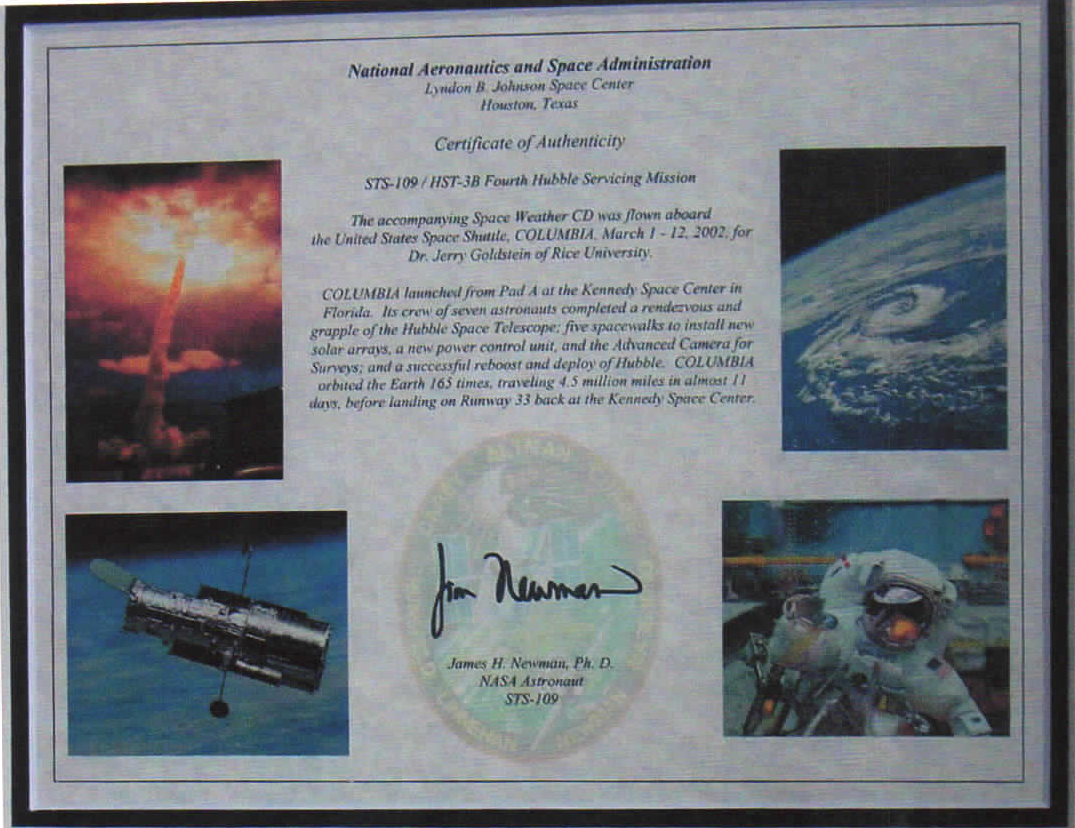 National Aeronautics and Space Administration
Lyndon B. Johnson Space Center
Houston, Texas
Certificate of Authenticity
STS-109 / HST-3B Fourth Hubble Servicing Mission
The accompanying Space Weather CD was flown aboard
the United States Space Shuttle, COLUMBIA, March 1 - 12, 2002, for
Dr. Jerry Goldstein of Rice University.
COLUMBIA launched from Pad A at the Kennedy Space Center in
Florida. Its crew of seven astronauts completed a rendezvous and
grapple of the Hubble Space Telescope; five spacewalks to install new
solar arrays, a new power control unit, and the Advanced Camera for
Surveys; and a successful reboost and deploy of Hubble. COLUMBIA
orbited the Earth 165 times, traveling 4.5 million miles in almost 11
days, before landing on Runway 33 back at the Kennedy Space Center.
Jim Newman
James H. Newman, Ph. D.
NASA Astronaut
STS-109